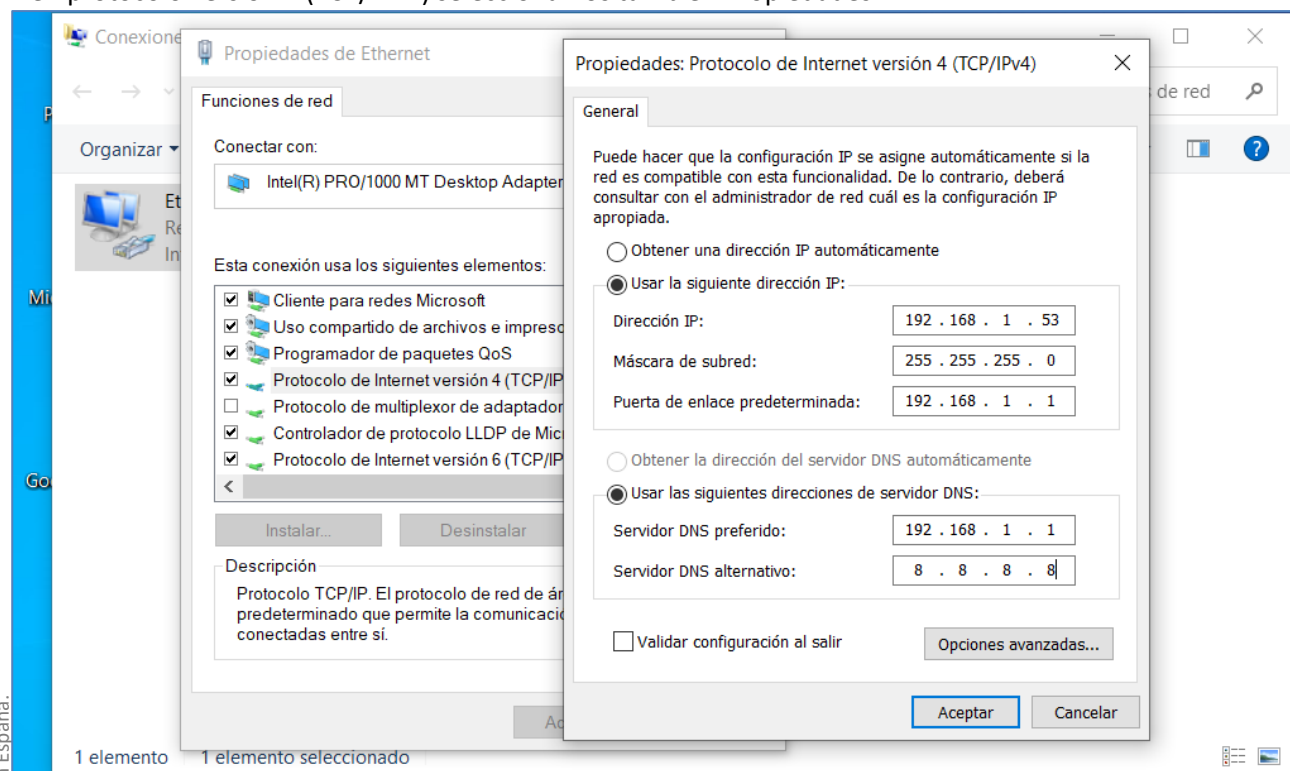 Conexione
de red
Organizar
Et
Re
In
Mi
Go
Propiedades de Ethernet
Funciones de red
Conectar con:
Intel(R) PRO/1000 MT Desktop Adapter
Esta conexión usa los siguientes elementos:
Cliente para redes Microsoft
Uso compartido de archivos e impreso
Programador de paquetes QoS
Protocolo de Internet versión 4 (TCP/IP
Protocolo de multiplexor de adaptador
Controlador de protocolo LLDP de Mic
Protocolo de Internet versión 6 (TCP/IP
Instalar...
Desinstalar
Descripción
Protocolo TCP/IP. El protocolo de red de ár
predeterminado que permite la comunicació
conectadas entre sí.
Ac
Propiedades: Protocolo de Internet versión 4 (TCP/IPv4)
General
Puede hacer que la configuración IP se asigne automáticamente si la
red es compatible con esta funcionalidad. De lo contrario, deberá
consultar con el administrador de red cuál es la configuración IP
apropiada.
Obtener una dirección IP automáticamente
Usar la siguiente dirección IP:
Dirección IP: 192 . 168 . 1 . 53
Máscara de subred: 255 . 255 . 255 . 0
Puerta de enlace predeterminada: 192 . 168 . 1 . 1
Obtener la dirección del servidor DNS automáticamente
Usar las siguientes direcciones de servidor DNS:
Servidor DNS preferido: 192 . 168 . 1 . 1
Servidor DNS alternativo: 8 . 8 . 8 . 8
Validar configuración al salir
Opciones avanzadas...
Aceptar
Cancelar
1 elemento
1 elemento seleccionado
España.